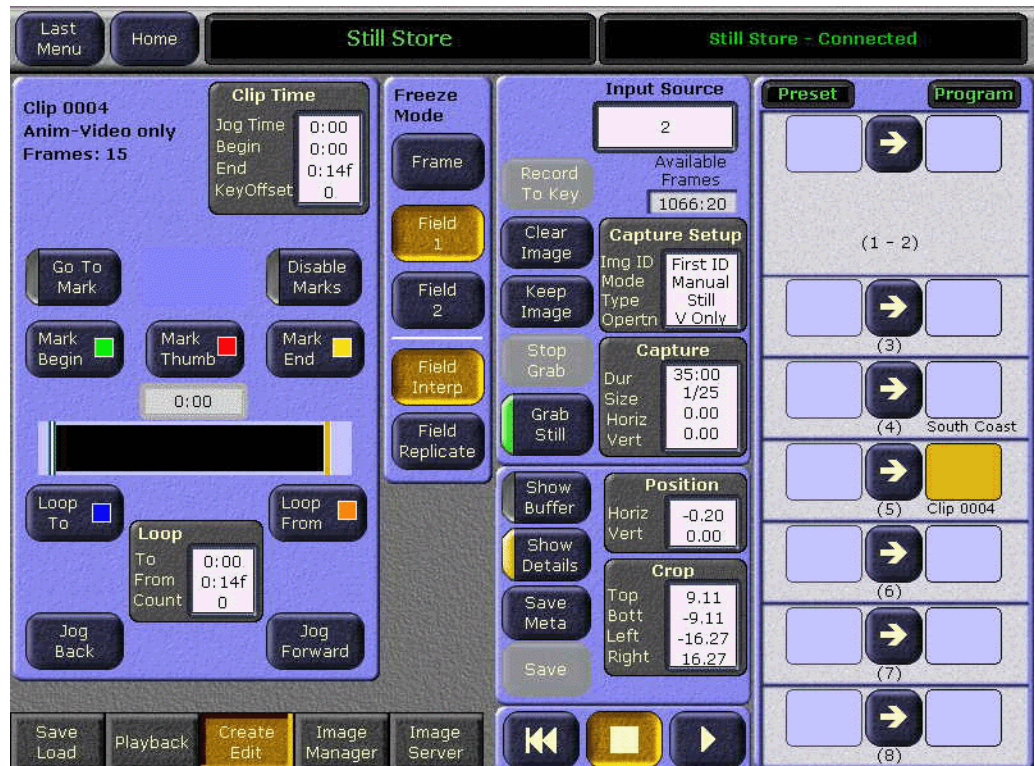 Last
Menu
Home
Still Store
Still Store - Connected
Clip 0004
Anim-Video only
Frames: 15
Clip Time
Jog Time 0:00
Begin 0:00
End 0:14f
KeyOffset 0
Go To
Mark
Disable
Marks
Mark
Begin
Mark
Thumb
Mark
End
0:00
Loop
To
Loop
From
Loop
To 0:00
From 0:14f
Count 0
Jog
Back
Jog
Forward
Freeze
Mode
Frame
Field
1
Field
2
Field
Interp
Field
Replicate
Input Source
2
Available
Frames
1066:20
Record
To Key
Clear
Image
Keep
Image
Stop
Grab
Grab
Still
Capture Setup
Img ID First ID
Mode Manual
Type Still
Opertn V Only
Capture
Dur 35:00
Size 1/25
Horiz 0.00
Vert 0.00
Show
Buffer
Show
Details
Save
Meta
Save
Position
Horiz -0.20
Vert 0.00
Crop
Top 9.11
Bott -9.11
Left -16.27
Right 16.27
Preset
Program
(1 - 2)
(3)
(4) South Coast
(5) Clip 0004
(6)
(7)
(8)
Save
Load
Playback
Create
Edit
Image
Manager
Image
Server